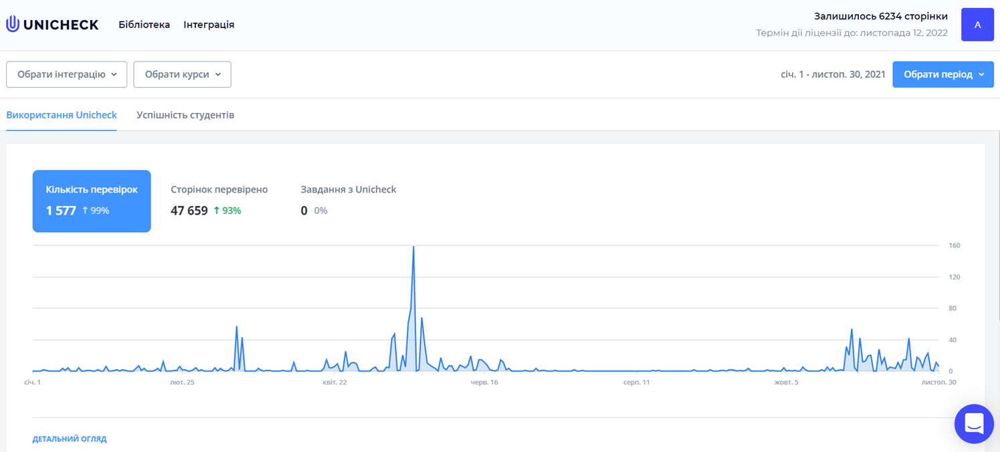 UNICHECK Бібліотека Інтеграція
Залишилось 6234 сторінки
Термін дії ліцензії до: листопада 12, 2022
A
Обрати інтеграцію Обрати курси січ. 1 - листоп. 30, 2021 Обрати період
Використання Unicheck Успішність студентів
Кількість перевірок Сторінок перевірено Завдання з Unicheck
1 577 ↑ 99% 47 659 ↑ 93% 0 0%
160
120
80
40
0
січ. 1 лют. 25 квіт. 22 черв. 16 серп. 11 жовт. 5 листоп. 30
ДЕТАЛЬНИЙ ОГЛЯД